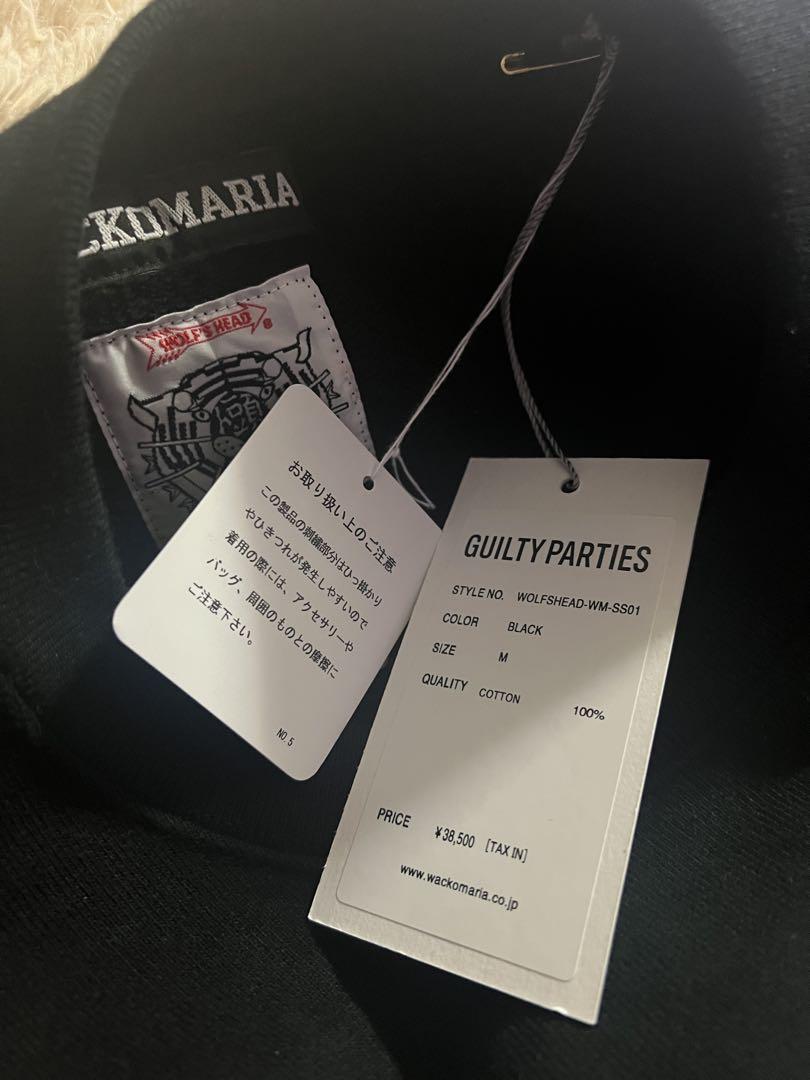 CKOMARIA
WOLF'S HEAD ®
お取り扱い上のご注意
この製品の刺繍部分はひっ掛かり
やひきつれが発生しやすいので
着用の際には、アクセサリーや
バッグ、周囲のものとの摩擦に
ご注意下さい。
NO.5
GUILTY PARTIES
STYLE NO. WOLFSHEAD-WM-SS01
COLOR BLACK
SIZE M
QUALITY COTTON 100%
PRICE ¥38,500 [TAX IN]
www.wackomaria.co.jp